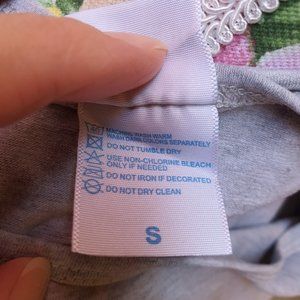 MACHINE WASH WARM
WASH DARK COLORS SEPARATELY
DO NOT TUMBLE DRY
USE NON-CHLORINE BLEACH
ONLY IF NEEDED
DO NOT IRON IF DECORATED
DO NOT DRY CLEAN
S